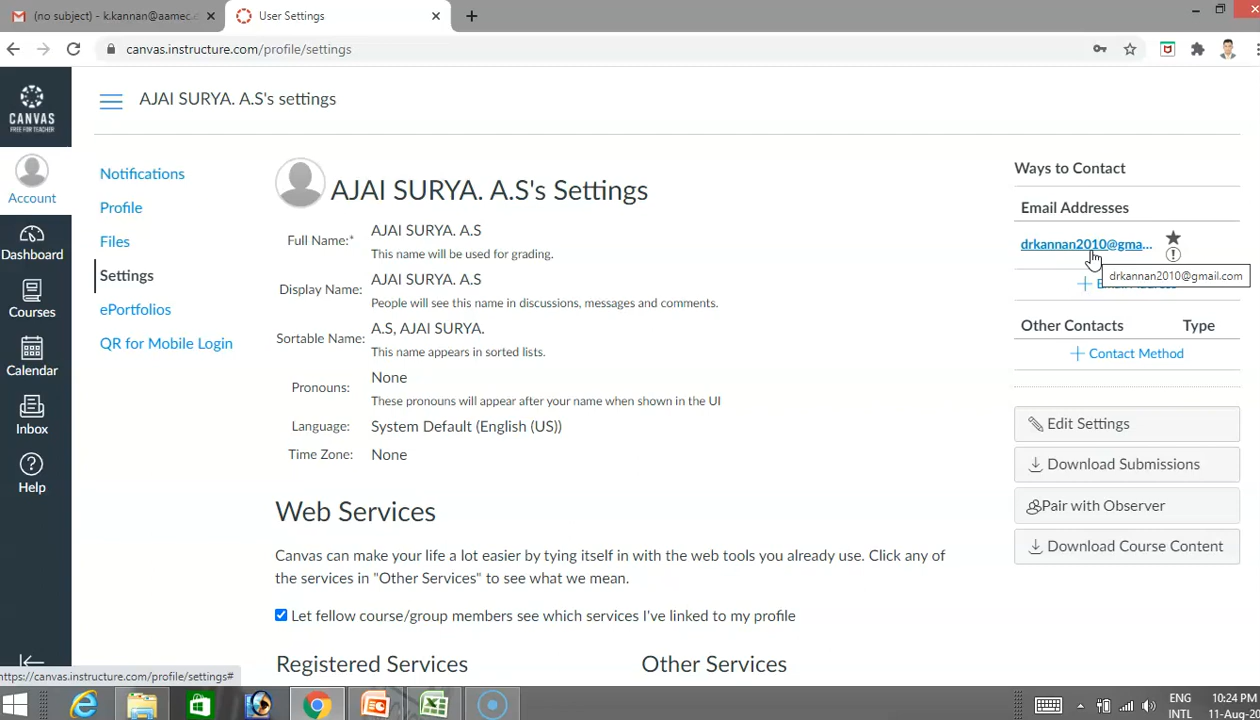 (no subject) - k.kannan@aamec.e
User Settings
canvas.instructure.com/profile/settings
CANVAS
FREE FOR TEACHER
Account
Dashboard
Courses
Calendar
Inbox
Help
AJAI SURYA. A.S's settings
Notifications
Profile
Files
Settings
ePortfolios
QR for Mobile Login
AJAI SURYA. A.S's Settings
Full Name:* AJAI SURYA. A.S
This name will be used for grading.
Display Name: AJAI SURYA. A.S
People will see this name in discussions, messages and comments.
Sortable Name: A.S, AJAI SURYA.
This name appears in sorted lists.
Pronouns: None
These pronouns will appear after your name when shown in the UI
Language: System Default (English (US))
Time Zone: None
Web Services
Canvas can make your life a lot easier by tying itself in with the web tools you already use. Click any of
the services in "Other Services" to see what we mean.
Let fellow course/group members see which services I've linked to my profile
Registered Services
Other Services
Ways to Contact
Email Addresses
drkannan2010@gma...
drkannan2010@gmail.com
Other Contacts Type
Contact Method
Edit Settings
Download Submissions
Pair with Observer
Download Course Content
https://canvas.instructure.com/profile/settings#
ENG
INTL
10:24 PM
11-Aug-20